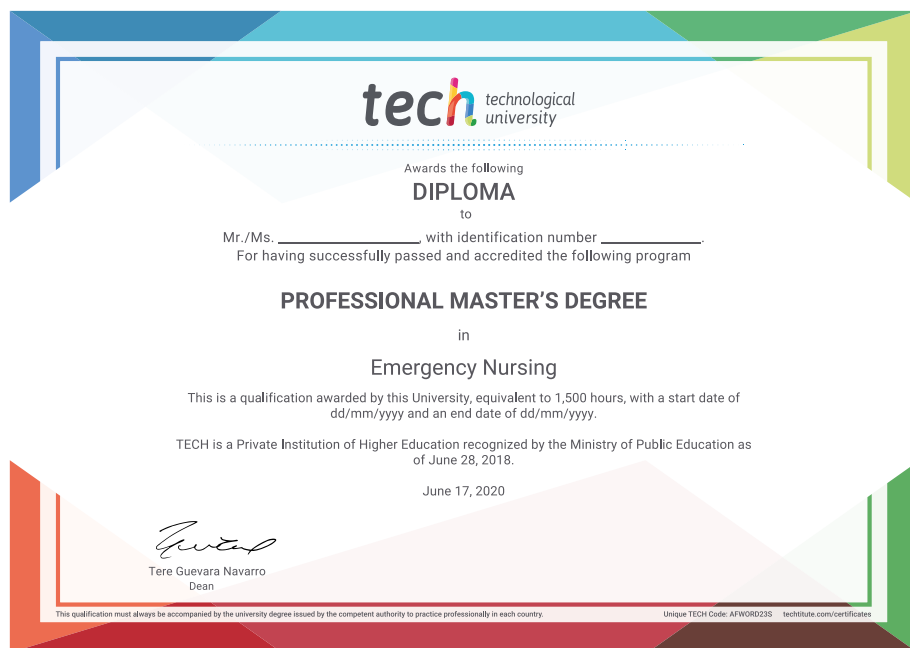 tech technological
university
Awards the following
DIPLOMA
to
Mr./Ms. ____________________, with identification number ______________.
For having successfully passed and accredited the following program
PROFESSIONAL MASTER’S DEGREE
in
Emergency Nursing
This is a qualification awarded by this University, equivalent to 1,500 hours, with a start date of
dd/mm/yyyy and an end date of dd/mm/yyyy.
TECH is a Private Institution of Higher Education recognized by the Ministry of Public Education as
of June 28, 2018.
June 17, 2020
Tere Guevara Navarro
Dean
This qualification must always be accompanied by the university degree issued by the competent authority to practice professionally in each country. Unique TECH Code: AFWORD23S techtitute.com/certificates